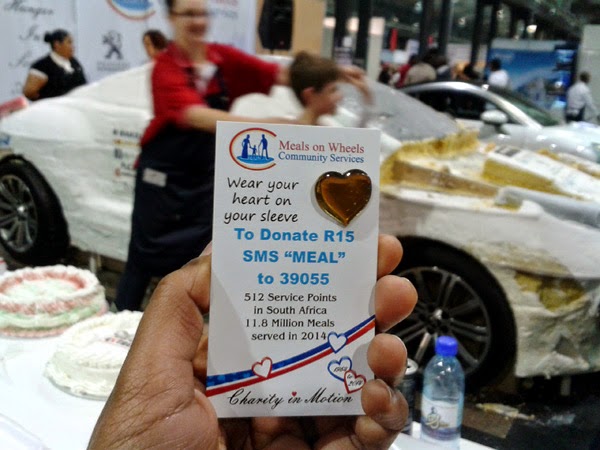 Meals on Wheels
Community Services
Wear your
heart on
your sleeve
To Donate R15
SMS “MEAL”
to 39055
512 Service Points
in South Africa
11.8 Million Meals
served in 2014
Charity in Motion
PEUGEOT